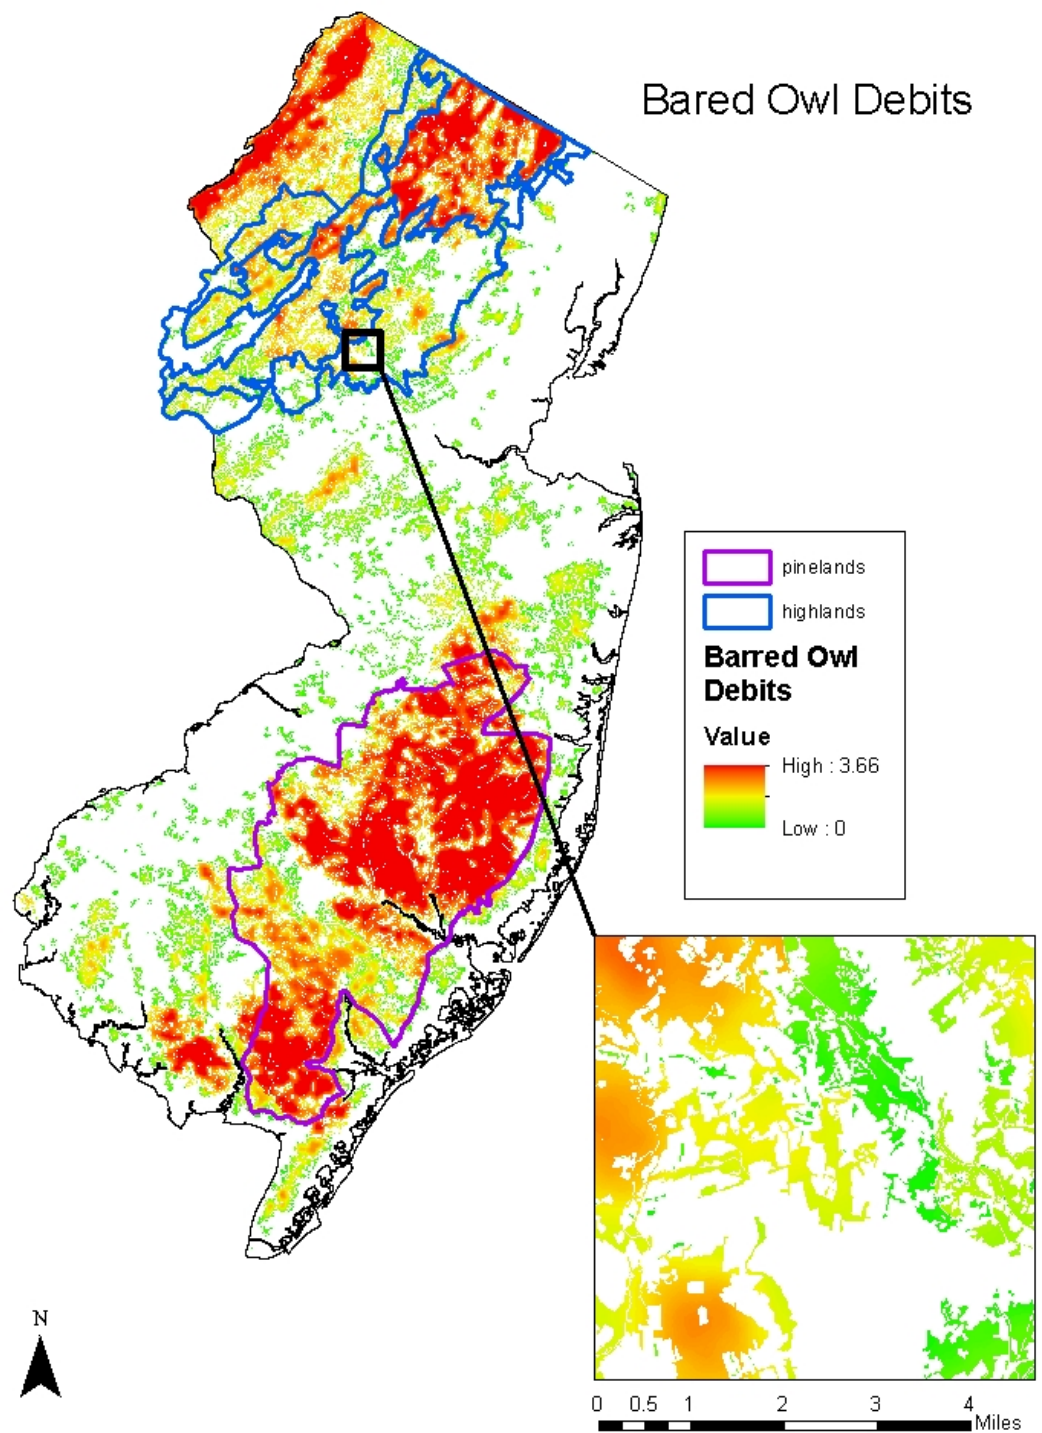 Bared Owl Debits
pinelands
highlands
Barred Owl
Debits
Value
High : 3.66
Low : 0
N
0 0.5 1 2 3 4
Miles